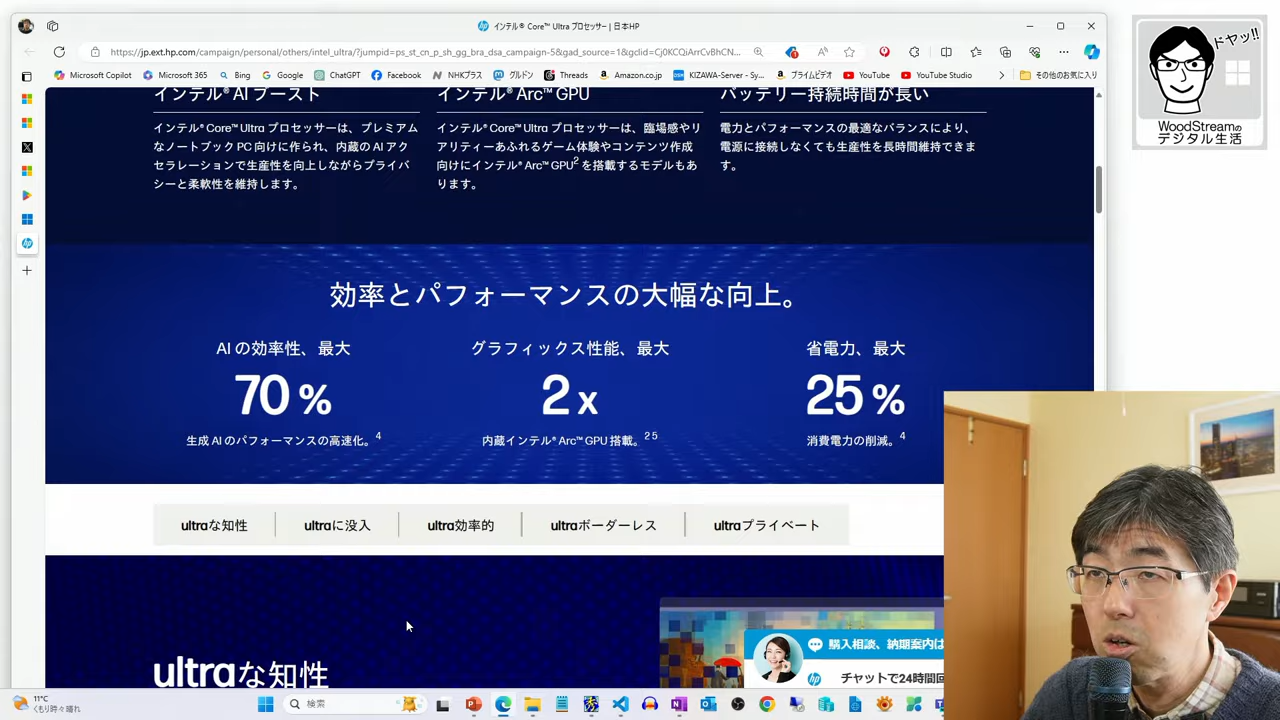 インテル® Core™ Ultra プロセッサー | 日本HP
https://jp.ext.hp.com/campaign/personal/others/intel_ultra/?jumpid=ps_st_cn_p_sh_gg_bra_dsa_campaign-5&gad_source=1&gclid=Cj0KCQiArrCvBhCN...
Microsoft Copilot
Microsoft 365
Bing
Google
ChatGPT
Facebook
NHKプラス
グルドン
Threads
Amazon.co.jp
KIZAWA-Server - Sy...
プライムビデオ
YouTube
YouTube Studio
その他のお気に入り
ドヤッ!!
WoodStreamの
デジタル生活
インテル® AI ブースト
インテル® Arc™ GPU
バッテリー持続時間が長い
インテル® Core™ Ultra プロセッサーは、プレミアム
なノートブック PC 向けに作られ、内蔵の AI アク
セラレーションで生産性を向上しながらプライバ
シーと柔軟性を維持します。
インテル® Core™ Ultra プロセッサーは、臨場感やリ
アリティーあふれるゲーム体験やコンテンツ作成
向けにインテル® Arc™ GPU2 を搭載するモデルもあ
ります。
電力とパフォーマンスの最適なバランスにより、
電源に接続しなくても生産性を長時間維持できま
す。
効率とパフォーマンスの大幅な向上。
AI の効率性、最大
70 %
生成 AI のパフォーマンスの高速化。4
グラフィックス性能、最大
2 x
内蔵インテル® Arc™ GPU 搭載。2 5
省電力、最大
25 %
消費電力の削減。4
ultraな知性
ultraに没入
ultra効率的
ultraボーダーレス
ultraプライベート
ultraな知性
購入相談、納期案内は
チャットで24時間回
11°C
くもり時々晴れ
検索